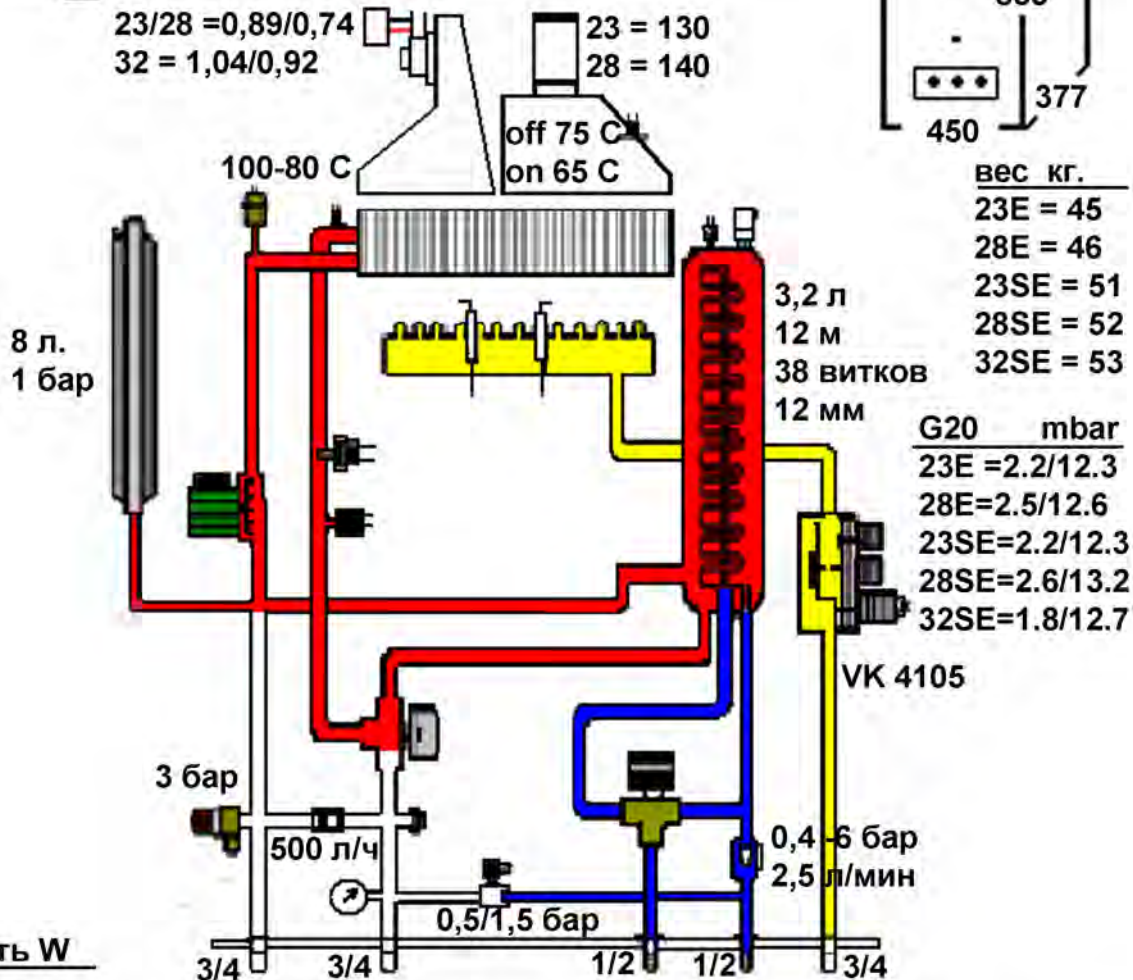 23/28 =0,89/0,74
32 = 1,04/0,92
23 = 130
28 = 140
377
450
off 75 C
on 65 C
100-80 C
вес кг.
23E = 45
28E = 46
23SE = 51
28SE = 52
32SE = 53
8 л.
1 бар
3,2 л
12 м
38 витков
12 мм
G20 mbar
23E =2.2/12.3
28E=2.5/12.6
23SE=2.2/12.3
28SE=2.6/13.2
32SE=1.8/12.7
VK 4105
3 бар
500 л/ч
0,4 -6 бар
2,5 л/мин
0,5/1,5 бар
ть W
3/4
3/4
1/2
1/2
3/4